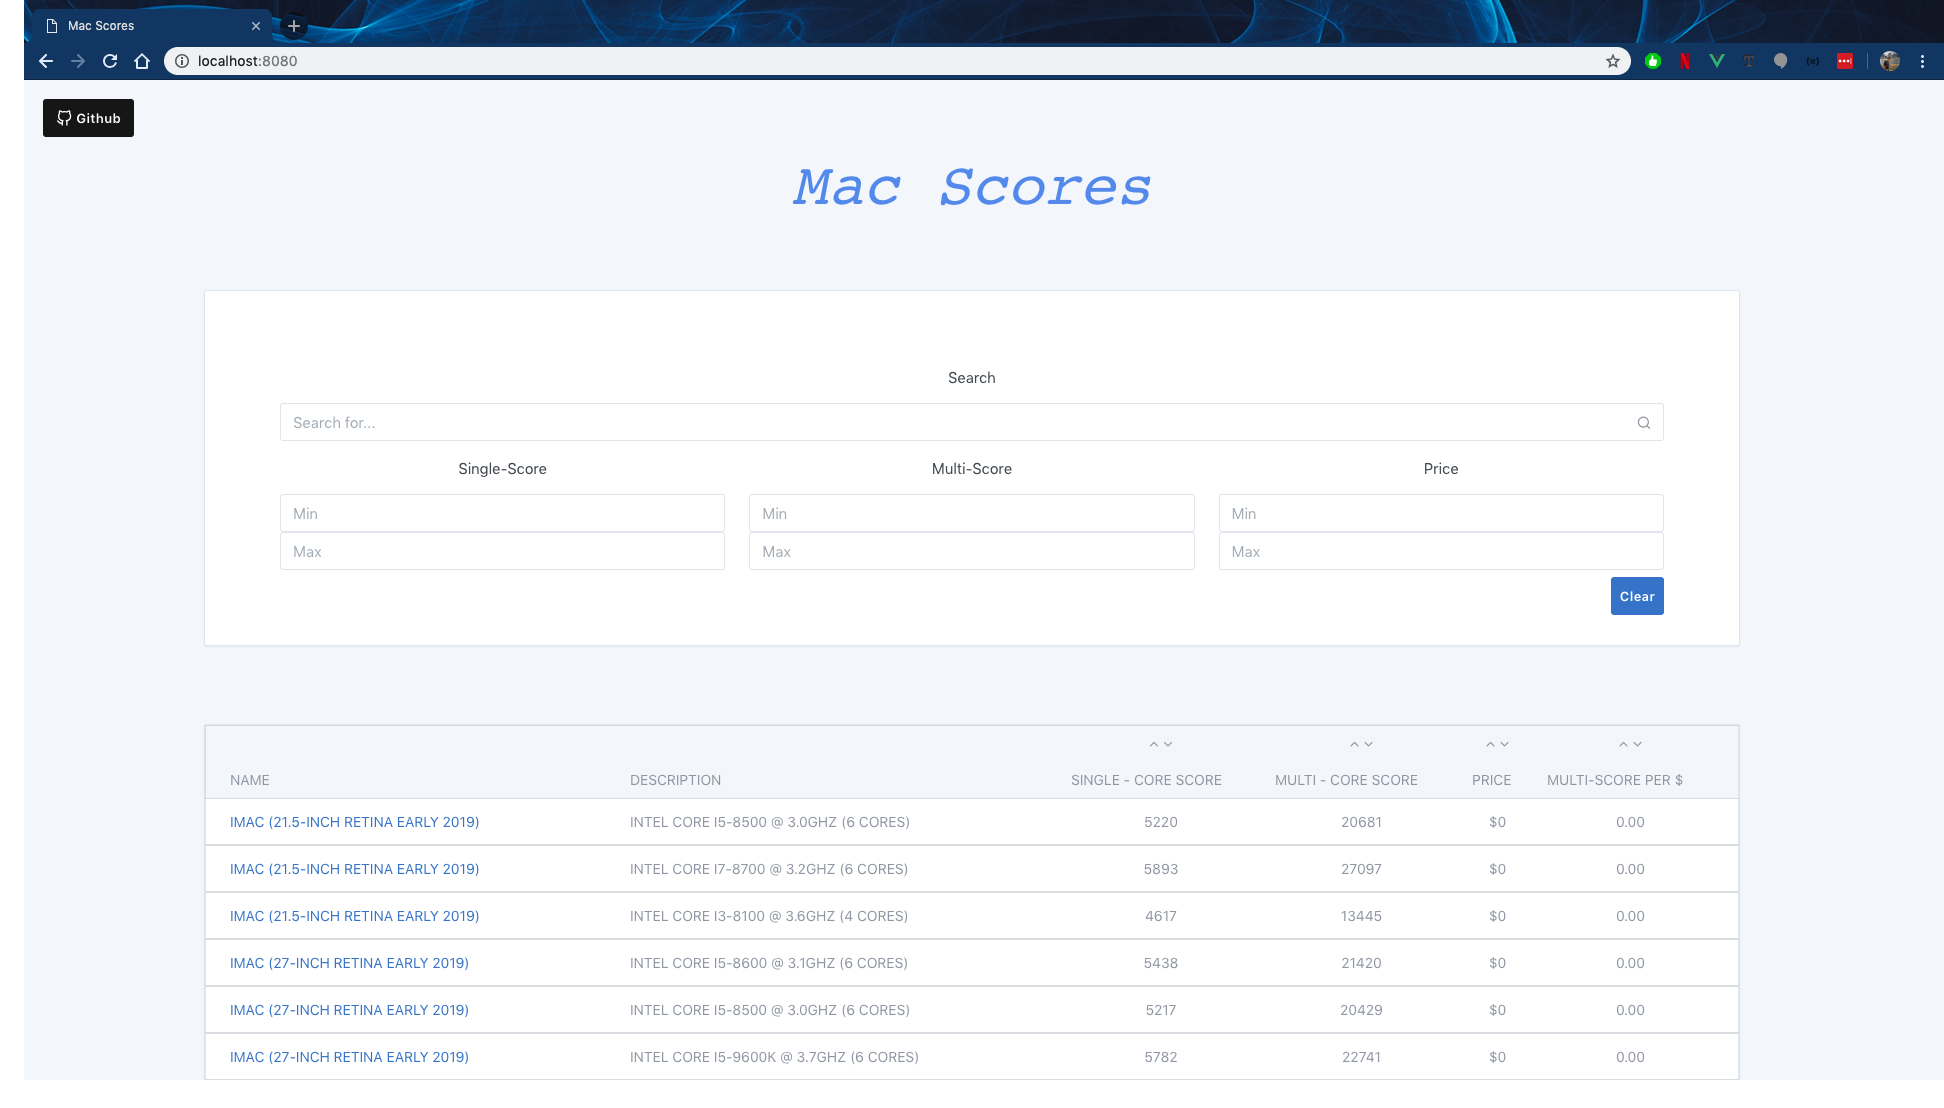 Mac Scores
localhost:8080
Github
Mac Scores
Search
Search for...
Single-Score Multi-Score Price
Min Min Min
Max Max Max
Clear
NAME DESCRIPTION SINGLE - CORE SCORE MULTI - CORE SCORE PRICE MULTI-SCORE PER $
IMAC (21.5-INCH RETINA EARLY 2019) INTEL CORE I5-8500 @ 3.0GHZ (6 CORES) 5220 20681 $0 0.00
IMAC (21.5-INCH RETINA EARLY 2019) INTEL CORE I7-8700 @ 3.2GHZ (6 CORES) 5893 27097 $0 0.00
IMAC (21.5-INCH RETINA EARLY 2019) INTEL CORE I3-8100 @ 3.6GHZ (4 CORES) 4617 13445 $0 0.00
IMAC (27-INCH RETINA EARLY 2019) INTEL CORE I5-8600 @ 3.1GHZ (6 CORES) 5438 21420 $0 0.00
IMAC (27-INCH RETINA EARLY 2019) INTEL CORE I5-8500 @ 3.0GHZ (6 CORES) 5217 20429 $0 0.00
IMAC (27-INCH RETINA EARLY 2019) INTEL CORE I5-9600K @ 3.7GHZ (6 CORES) 5782 22741 $0 0.00